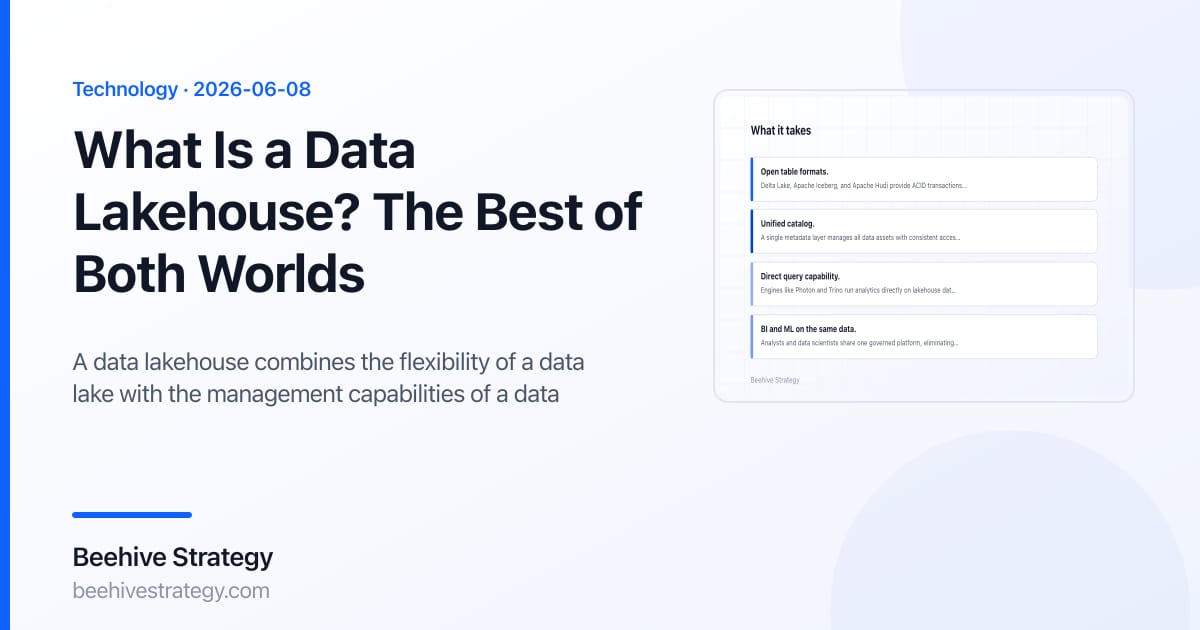 Technology · 2026-06-08
What Is a Data
Lakehouse? The Best of
Both Worlds
A data lakehouse combines the flexibility of a data
lake with the management capabilities of a data
Beehive Strategy
beehivestrategy.com
What it takes
Open table formats.
Delta Lake, Apache Iceberg, and Apache Hudi provide ACID transactions...
Unified catalog.
A single metadata layer manages all data assets with consistent acces...
Direct query capability.
Engines like Photon and Trino run analytics directly on lakehouse dat...
BI and ML on the same data.
Analysts and data scientists share one governed platform, eliminating...
Beehive Strategy